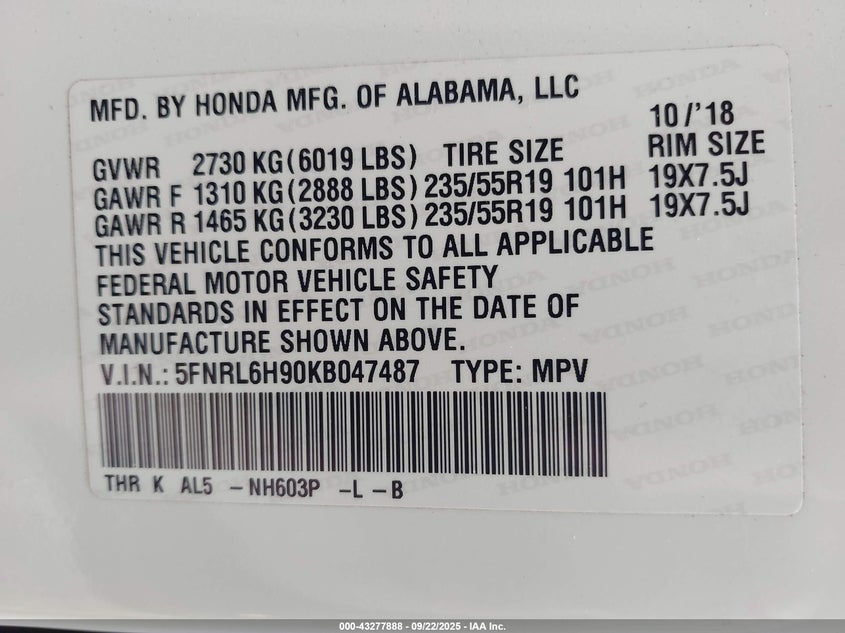 MFD. BY HONDA MFG. OF ALABAMA, LLC
10/'18
GVWR 2730 KG (6019 LBS) TIRE SIZE RIM SIZE
GAWR F 1310 KG (2888 LBS) 235/55R19 101H 19X7.5J
GAWR R 1465 KG (3230 LBS) 235/55R19 101H 19X7.5J
THIS VEHICLE CONFORMS TO ALL APPLICABLE
FEDERAL MOTOR VEHICLE SAFETY
STANDARDS IN EFFECT ON THE DATE OF
MANUFACTURE SHOWN ABOVE.
V.I.N.: 5FNRL6H90KB047487 TYPE: MPV
THR K AL5 -NH603P -L -B
000-43277888 - 09/22/2025 - IAA Inc.